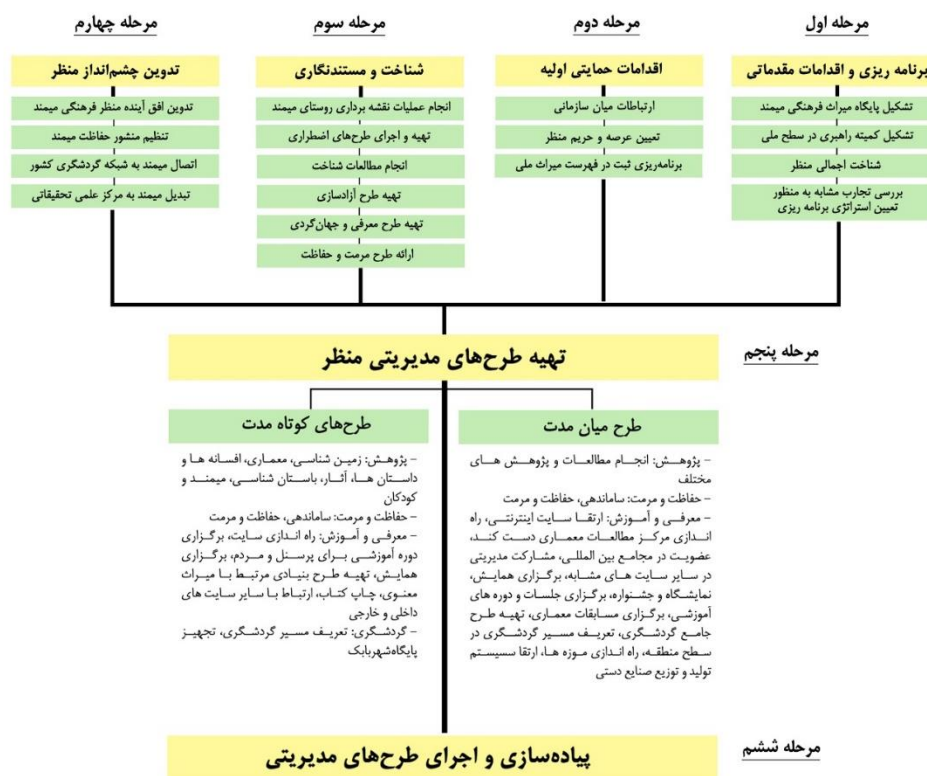 مرحله اول
برنامه ریزی و اقدامات مقدماتی
تشکیل پایگاه میراث فرهنگی میمند
تشکیل کمیته راهبری در سطح ملی
شناخت اجمالی منظر
بررسی تجارب مشابه به منظور
تعیین استراتژی برنامه ریزی
مرحله دوم
اقدامات حمایتی اولیه
ارتباطات میان سازمانی
تعیین عرصه و حریم منظر
برنامه‌ریزی ثبت در فهرست میراث ملی
مرحله سوم
شناخت و مستندنگاری
انجام عملیات نقشه برداری روستای میمند
تهیه و اجرای طرح‌های اضطراری
انجام مطالعات شناخت
تهیه طرح آزادسازی
تهیه طرح معرفی و جهان‌گردی
ارائه طرح مرمت و حفاظت
مرحله چهارم
تدوین چشم‌انداز منظر
تدوین افق آینده منظر فرهنگی میمند
تنظیم منشور حفاظت میمند
اتصال میمند به شبکه گردشگری کشور
تبدیل میمند به مرکز علمی تحقیقاتی
مرحله پنجم
تهیه طرح‌های مدیریتی منظر
طرح میان مدت
– پژوهش: انجام مطالعات و پژوهش های
مختلف
– حفاظت و مرمت: ساماندهی، حفاظت و مرمت
– معرفی و آموزش: ارتقا سایت اینترنتی، راه
اندازی مرکز مطالعات معماری دست کند،
عضویت در مجامع بین المللی، مشارکت مدیریتی
در سایر سایت های مشابه، برگزاری همایش،
نمایشگاه و جشنواره، برگزاری جلسات و دوره های
آموزشی، برگزاری مسابقات معماری، تهیه طرح
جامع گردشگری، تعریف مسیر گردشگری در
سطح منطقه، راه اندازی موزه ها، ارتقا سیستم
تولید و توزیع صنایع دستی
طرح‌های کوتاه مدت
– پژوهش: زمین شناسی، معماری، افسانه ها و
داستان ها، آثار، باستان شناسی، میمند و
کودکان
– حفاظت و مرمت: ساماندهی، حفاظت و مرمت
– معرفی و آموزش: راه اندازی سایت، برگزاری
دوره آموزشی برای پرسنل و مردم، برگزاری
همایش، تهیه طرح بنیادی مرتبط با میراث
معنوی، چاپ کتاب، ارتباط با سایر سایت های
داخلی و خارجی
– گردشگری: تعریف مسیر گردشگری، تجهیز
پایگاه‌شهربابک
مرحله ششم
پیاده‌سازی و اجرای طرح‌های مدیریتی